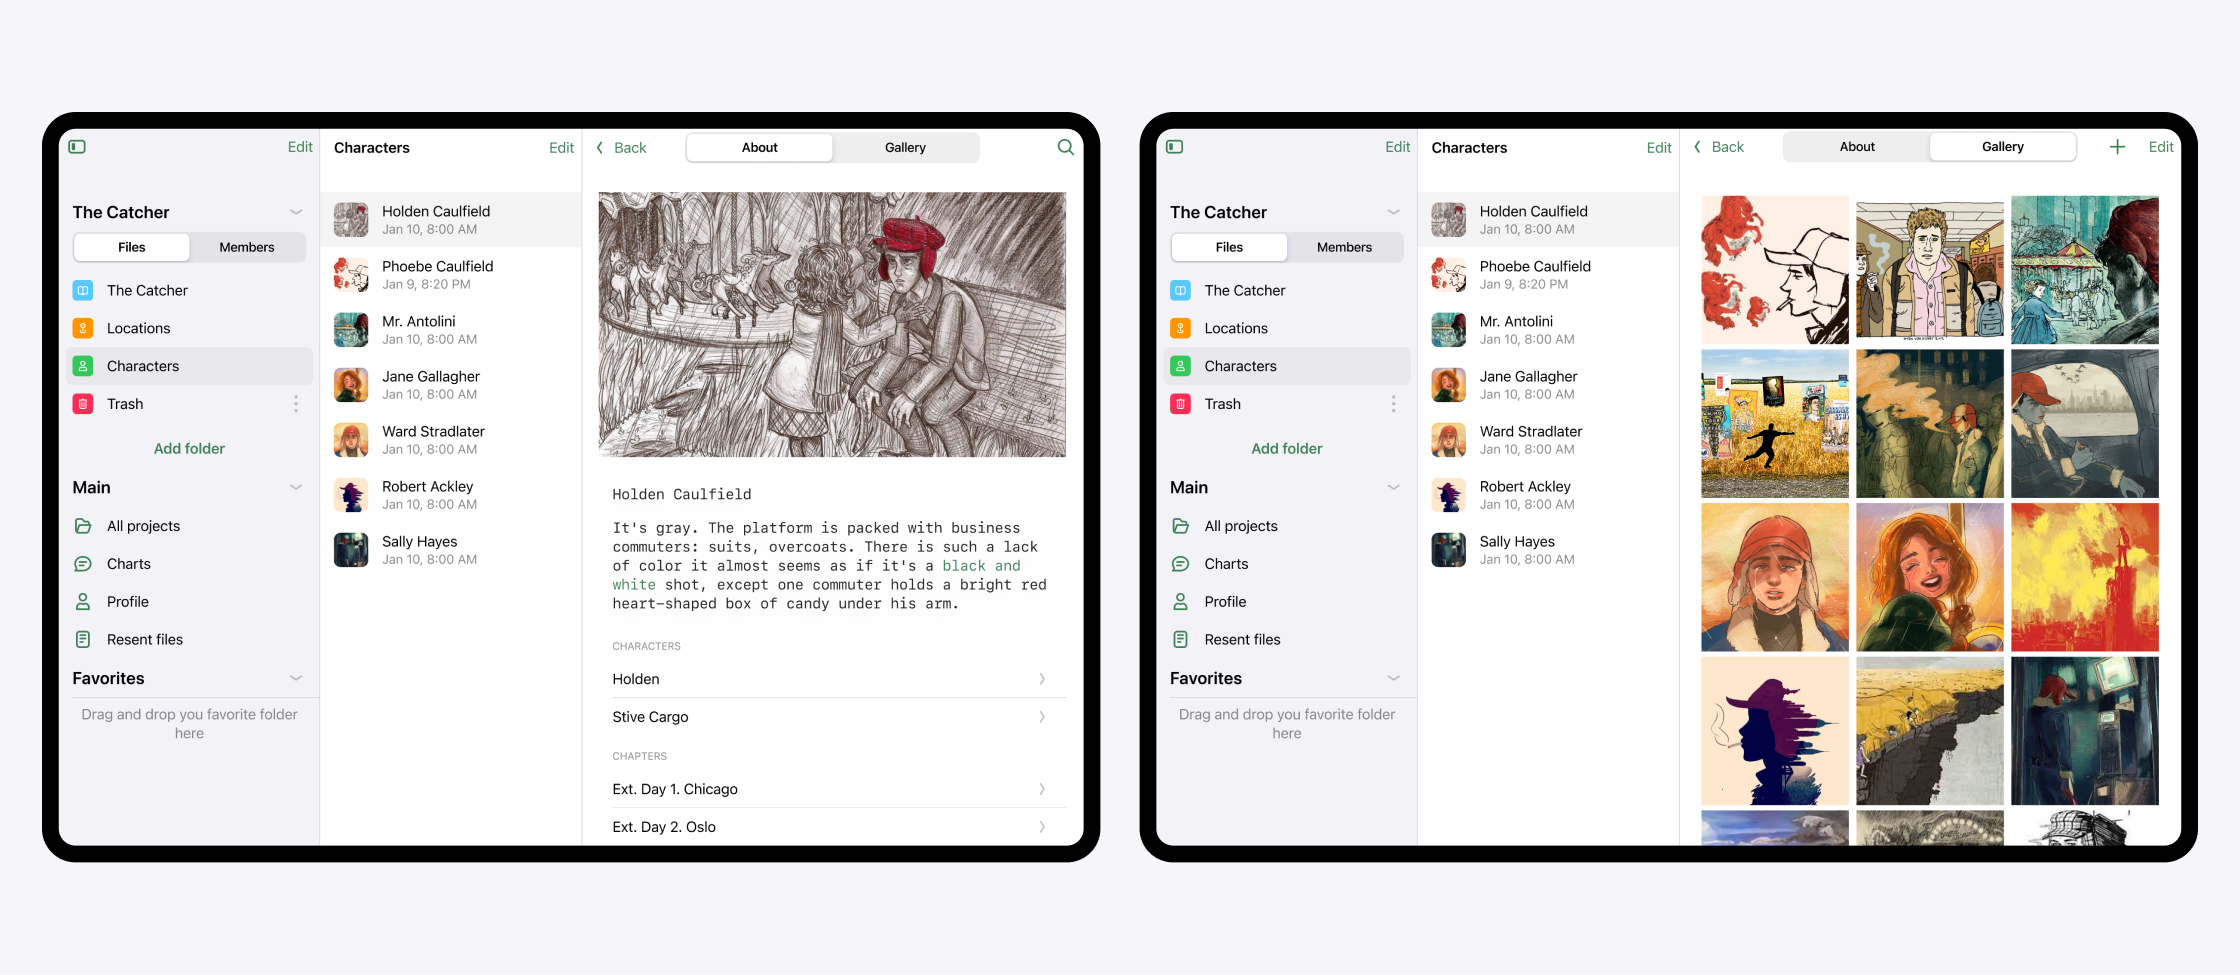 Edit
The Catcher
Files
Members
The Catcher
Locations
Characters
Trash
Add folder
Main
All projects
Charts
Profile
Resent files
Favorites
Drag and drop you favorite folder
here
Characters
Edit
Holden Caulfield
Jan 10, 8:00 AM
Phoebe Caulfield
Jan 9, 8:20 PM
Mr. Antolini
Jan 10, 8:00 AM
Jane Gallagher
Jan 10, 8:00 AM
Ward Stradlater
Jan 10, 8:00 AM
Robert Ackley
Jan 10, 8:00 AM
Sally Hayes
Jan 10, 8:00 AM
Back
About
Gallery
Holden Caulfield
It's gray. The platform is packed with business
commuters: suits, overcoats. There is such a lack
of color it almost seems as if it's a black and
white shot, except one commuter holds a bright red
heart-shaped box of candy under his arm.
CHARACTERS
Holden
Stive Cargo
CHAPTERS
Ext. Day 1. Chicago
Ext. Day 2. Oslo
Edit
The Catcher
Files
Members
The Catcher
Locations
Characters
Trash
Add folder
Main
All projects
Charts
Profile
Resent files
Favorites
Drag and drop you favorite folder
here
Characters
Edit
Holden Caulfield
Jan 10, 8:00 AM
Phoebe Caulfield
Jan 9, 8:20 PM
Mr. Antolini
Jan 10, 8:00 AM
Jane Gallagher
Jan 10, 8:00 AM
Ward Stradlater
Jan 10, 8:00 AM
Robert Ackley
Jan 10, 8:00 AM
Sally Hayes
Jan 10, 8:00 AM
Back
About
Gallery
Edit